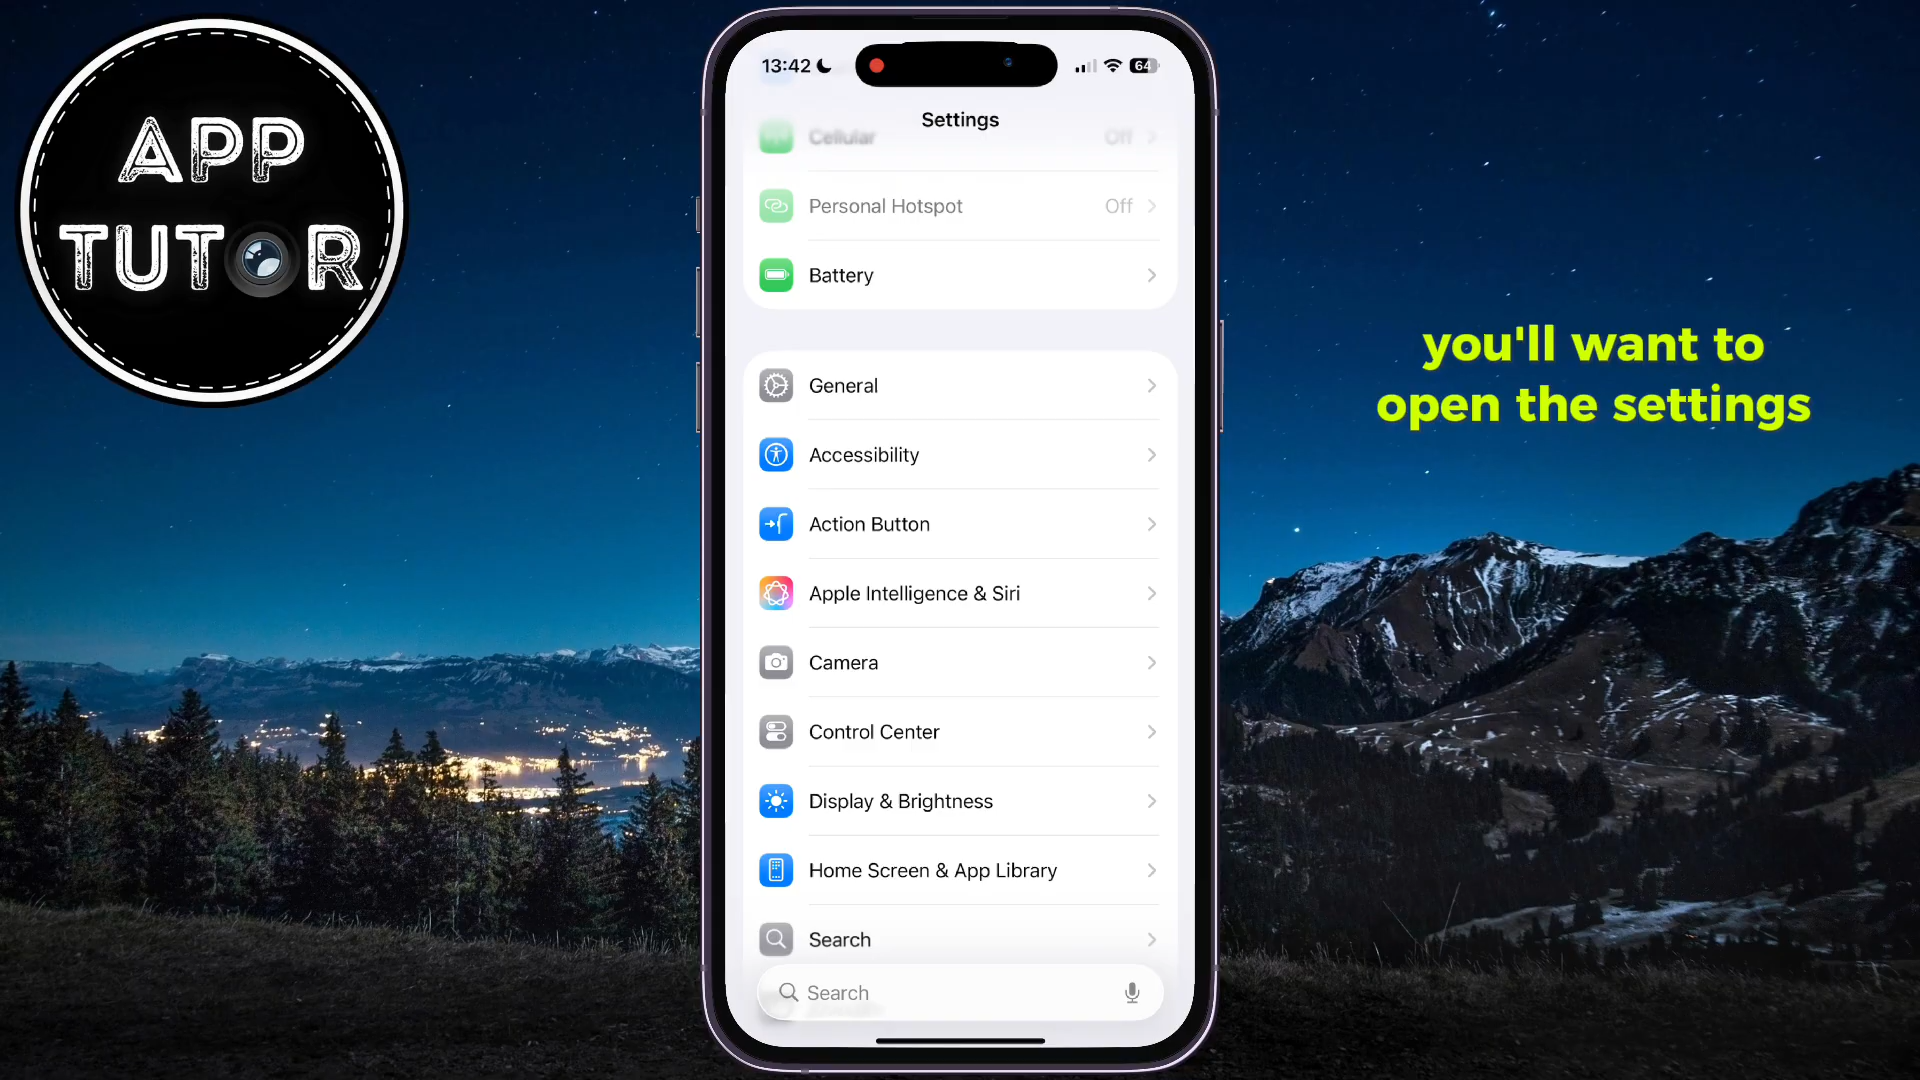 APP
TUTOR
13:42
64
Settings
Cellular
Off
Personal Hotspot
Off
Battery
General
Accessibility
Action Button
Apple Intelligence & Siri
Camera
Control Center
Display & Brightness
Home Screen & App Library
Search
Search
you'll want to
open the settings